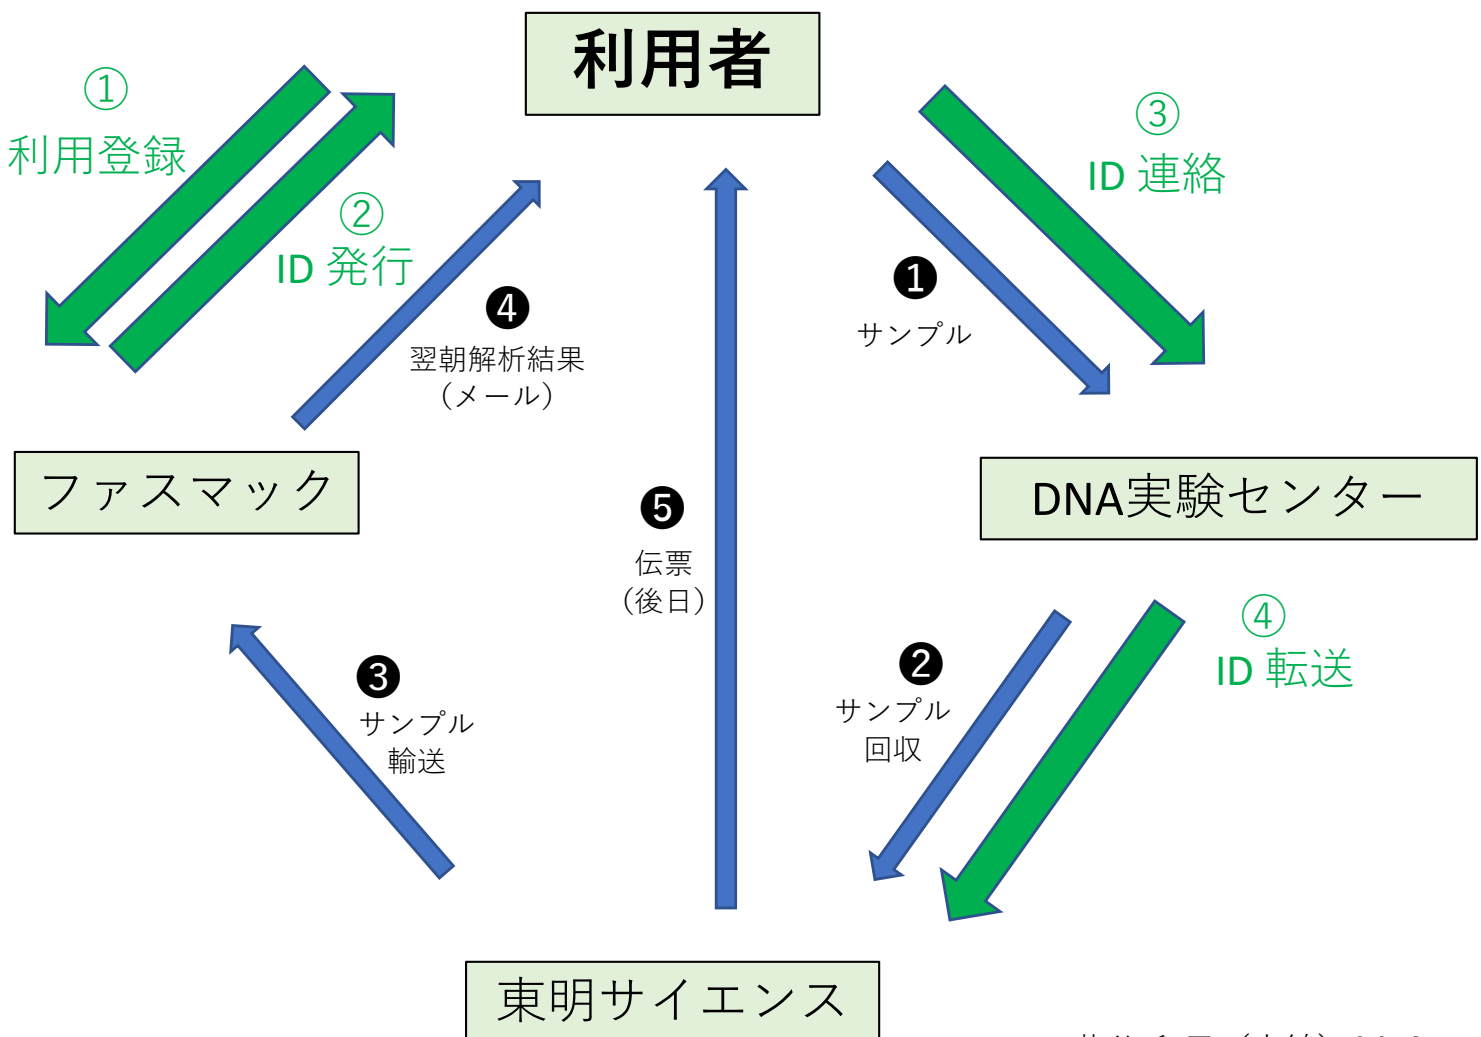 利用者
①
利用登録
②
ID 発行
③
ID 連絡
❹
翌朝解析結果
（メール）
❶
サンプル
ファスマック
DNA実験センター
❺
伝票
（後日）
❸
サンプル
輸送
❷
サンプル
回収
④
ID 転送
東明サイエンス